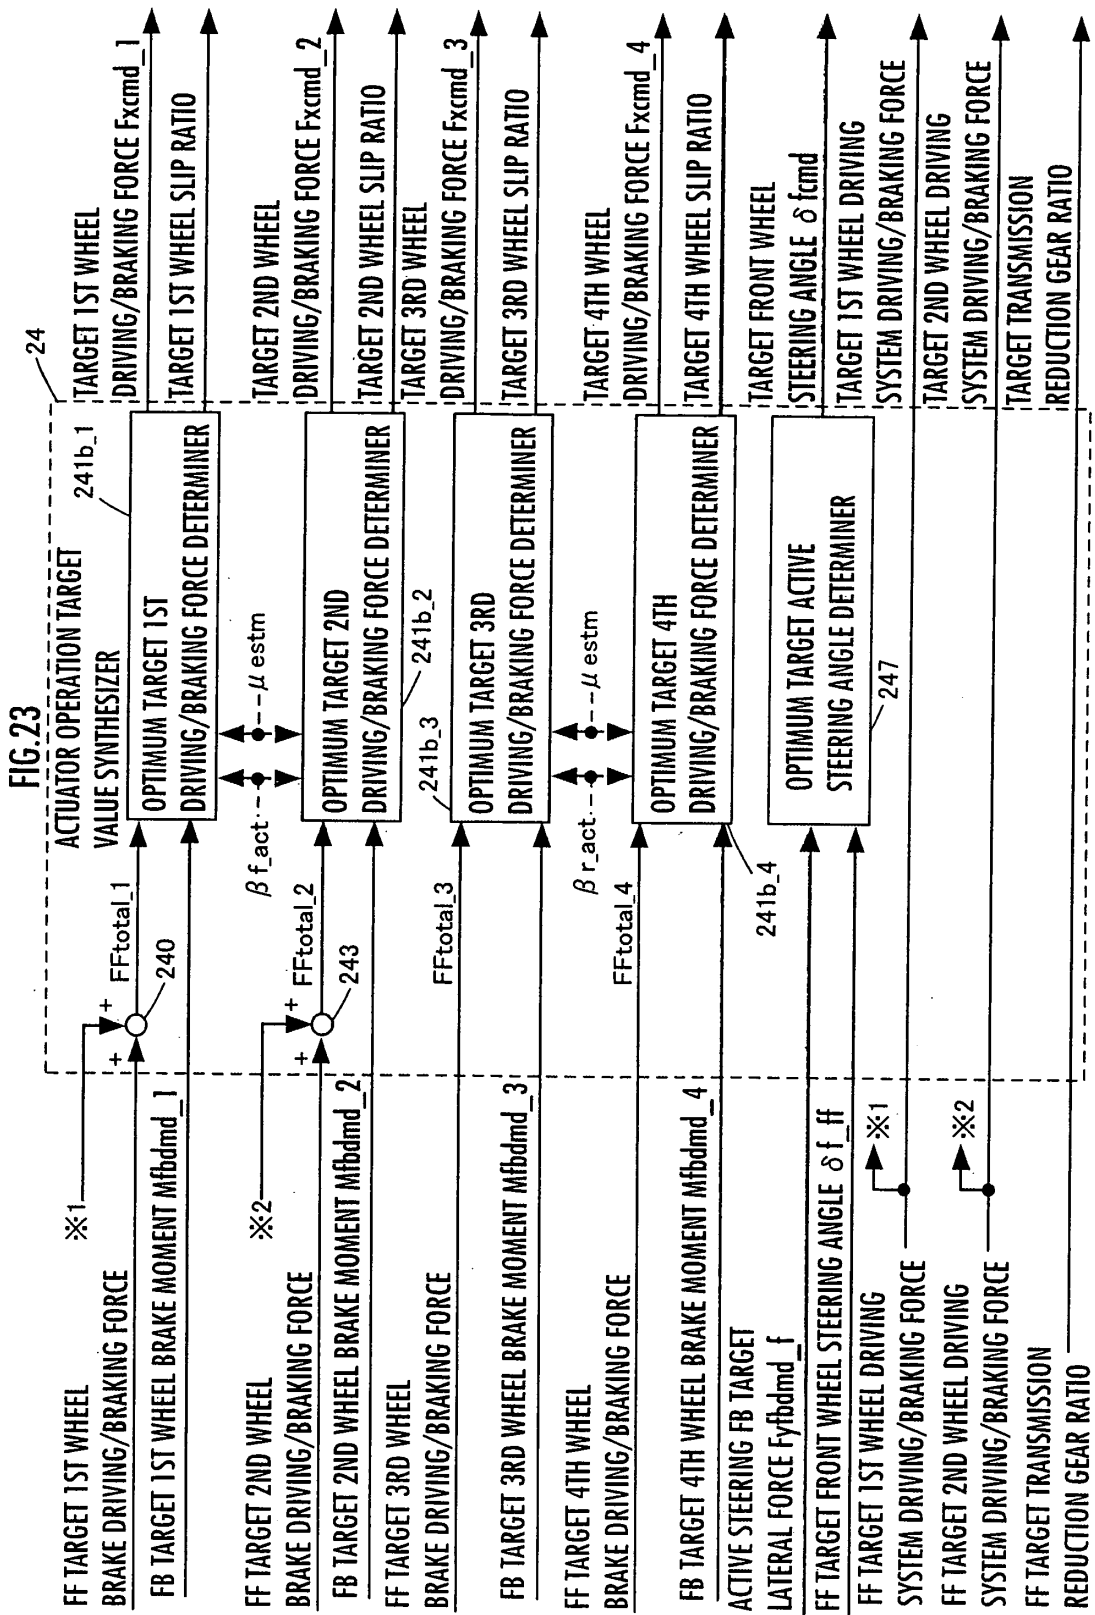 FIG.23
24
ACTUATOR OPERATION TARGET
VALUE SYNTHESIZER
※1
FF TARGET 1ST WHEEL
BRAKE DRIVING/BRAKING FORCE
FB TARGET 1ST WHEEL BRAKE MOMENT Mfbdmd_1
+
+
240
FFtotal_1
241b_1
OPTIMUM TARGET 1ST
DRIVING/BRAKING FORCE DETERMINER
TARGET 1ST WHEEL
DRIVING/BRAKING FORCE Fxcmd_1
TARGET 1ST WHEEL SLIP RATIO
βf_act
μ estm
※2
FF TARGET 2ND WHEEL
BRAKE DRIVING/BRAKING FORCE
FB TARGET 2ND WHEEL BRAKE MOMENT Mfbdmd_2
+
+
243
FFtotal_2
OPTIMUM TARGET 2ND
DRIVING/BRAKING FORCE DETERMINER
241b_2
TARGET 2ND WHEEL
DRIVING/BRAKING FORCE Fxcmd_2
TARGET 2ND WHEEL SLIP RATIO
FF TARGET 3RD WHEEL
BRAKE DRIVING/BRAKING FORCE
FB TARGET 3RD WHEEL BRAKE MOMENT Mfbdmd_3
FFtotal_3
241b_3
OPTIMUM TARGET 3RD
DRIVING/BRAKING FORCE DETERMINER
TARGET 3RD WHEEL
DRIVING/BRAKING FORCE Fxcmd_3
TARGET 3RD WHEEL SLIP RATIO
βr_act
μ estm
FF TARGET 4TH WHEEL
BRAKE DRIVING/BRAKING FORCE
FB TARGET 4TH WHEEL BRAKE MOMENT Mfbdmd_4
FFtotal_4
OPTIMUM TARGET 4TH
DRIVING/BRAKING FORCE DETERMINER
241b_4
TARGET 4TH WHEEL
DRIVING/BRAKING FORCE Fxcmd_4
TARGET 4TH WHEEL SLIP RATIO
ACTIVE STEERING FB TARGET
LATERAL FORCE Fyfbdmd_f
FF TARGET FRONT WHEEL STEERING ANGLE δf_ff
OPTIMUM TARGET ACTIVE
STEERING ANGLE DETERMINER
247
TARGET FRONT WHEEL
STEERING ANGLE δfcmd
FF TARGET 1ST WHEEL DRIVING
SYSTEM DRIVING/BRAKING FORCE
※1
TARGET 1ST WHEEL DRIVING
SYSTEM DRIVING/BRAKING FORCE
FF TARGET 2ND WHEEL DRIVING
SYSTEM DRIVING/BRAKING FORCE
※2
TARGET 2ND WHEEL DRIVING
SYSTEM DRIVING/BRAKING FORCE
FF TARGET TRANSMISSION
REDUCTION GEAR RATIO
TARGET TRANSMISSION
REDUCTION GEAR RATIO